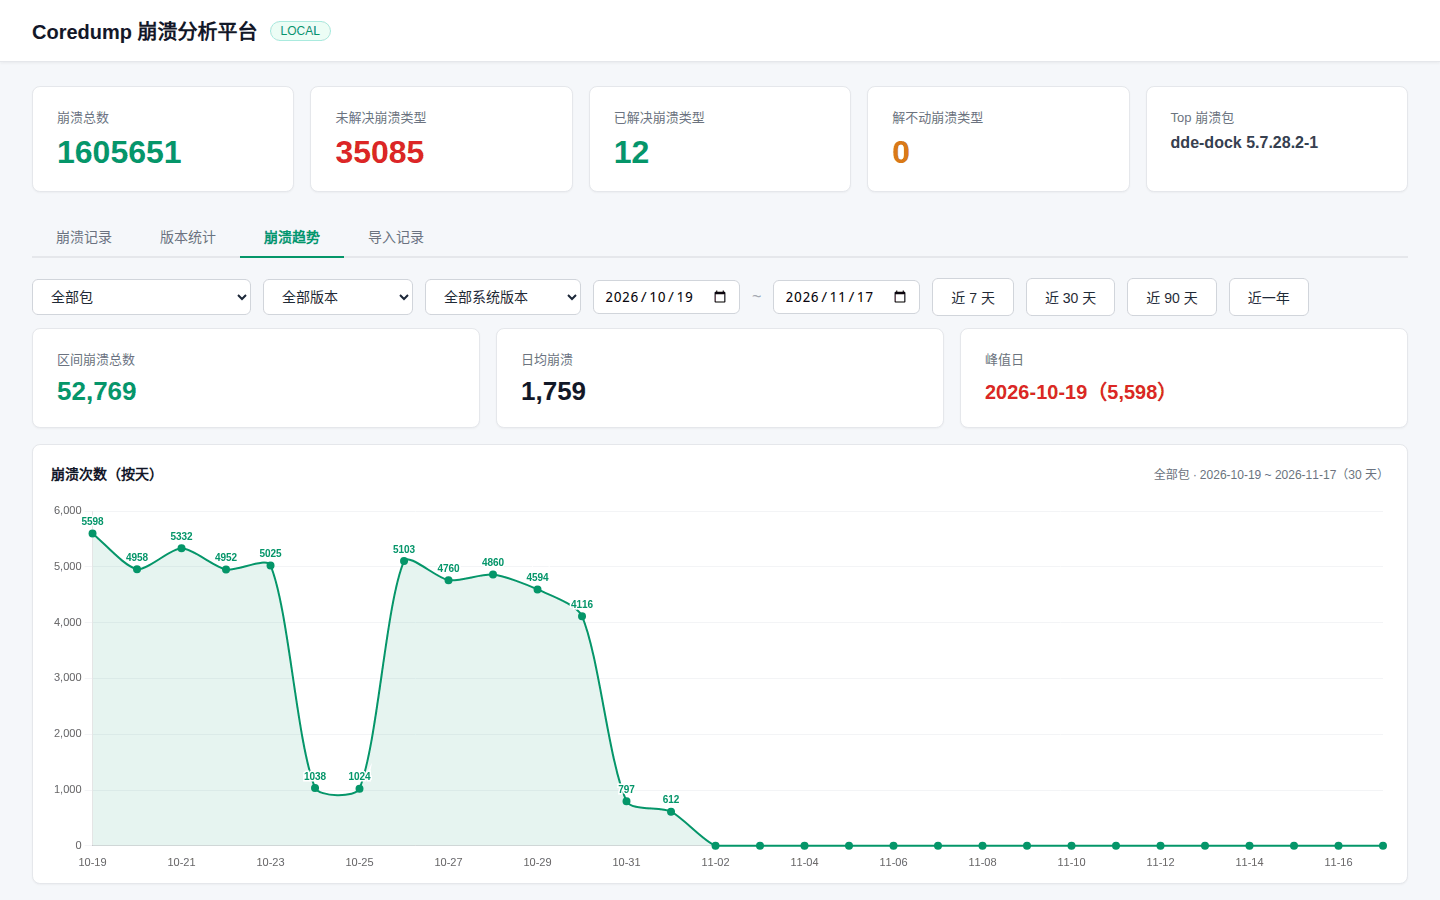 Coredump 崩溃分析平台 LOCAL
崩溃总数
1605651
未解决崩溃类型
35085
已解决崩溃类型
12
解不动崩溃类型
0
Top 崩溃包
dde-dock 5.7.28.2-1
崩溃记录 版本统计 崩溃趋势 导入记录
全部包 全部版本 全部系统版本 2026/10/19 ~ 2026/11/17 近 7 天 近 30 天 近 90 天 近一年
区间崩溃总数
52,769
日均崩溃
1,759
峰值日
2026-10-19（5,598）
崩溃次数（按天） 全部包 · 2026-10-19 ~ 2026-11-17（30 天）
6,000
5,000
4,000
3,000
2,000
1,000
0
5598 4958 5332 4952 5025 1038 1024 5103 4760 4860 4594 4116 797 612
10-19 10-21 10-23 10-25 10-27 10-29 10-31 11-02 11-04 11-06 11-08 11-10 11-12 11-14 11-16